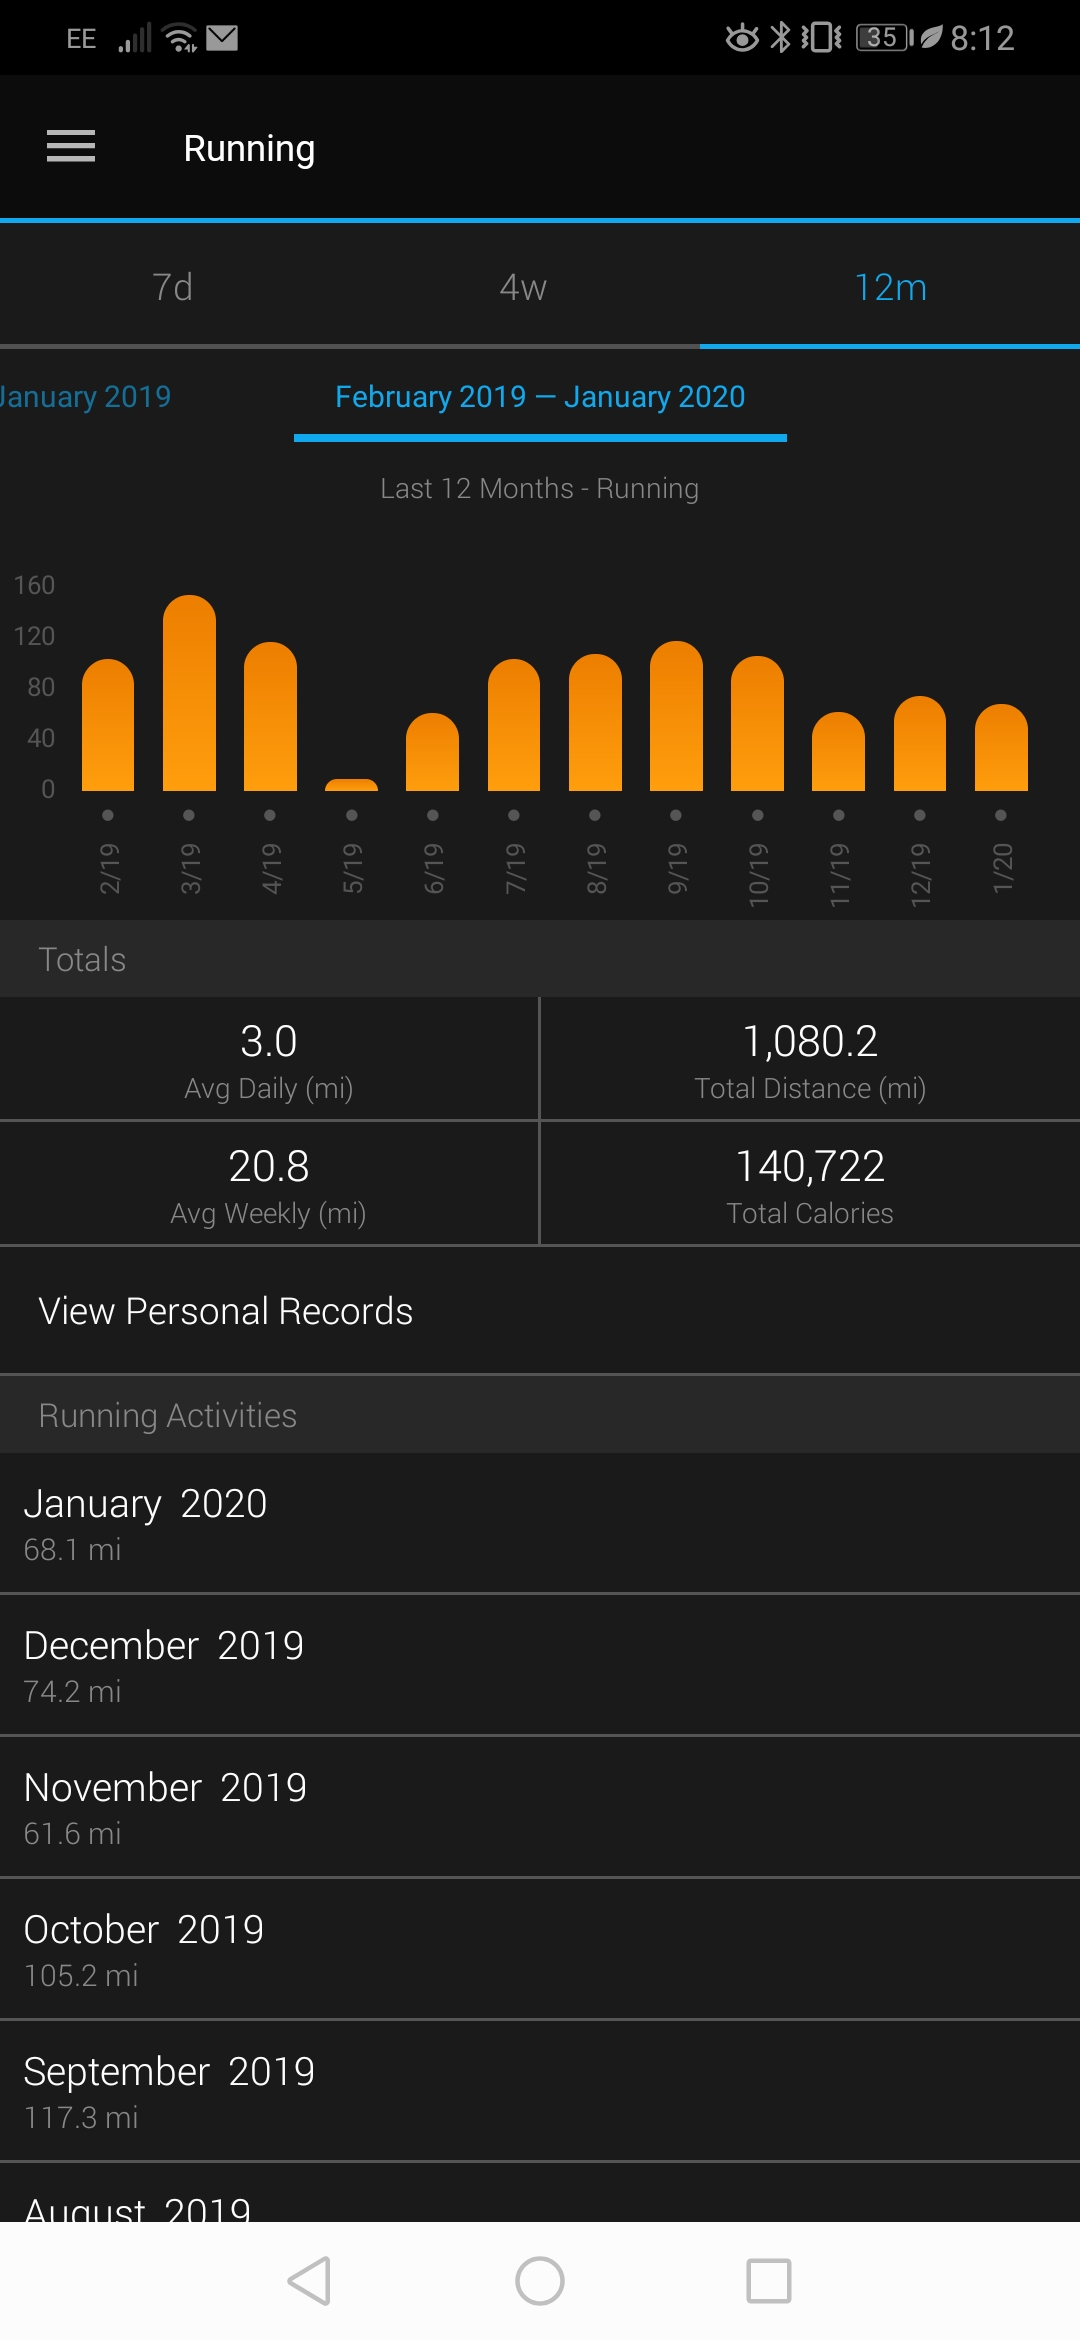 EE 35 8:12
Running
7d 4w 12m
January 2019 February 2019 — January 2020
Last 12 Months - Running
160
120
80
40
0
2/19 3/19 4/19 5/19 6/19 7/19 8/19 9/19 10/19 11/19 12/19 1/20
Totals
3.0 1,080.2
Avg Daily (mi) Total Distance (mi)
20.8 140,722
Avg Weekly (mi) Total Calories
View Personal Records
Running Activities
January 2020
68.1 mi
December 2019
74.2 mi
November 2019
61.6 mi
October 2019
105.2 mi
September 2019
117.3 mi
August 2019